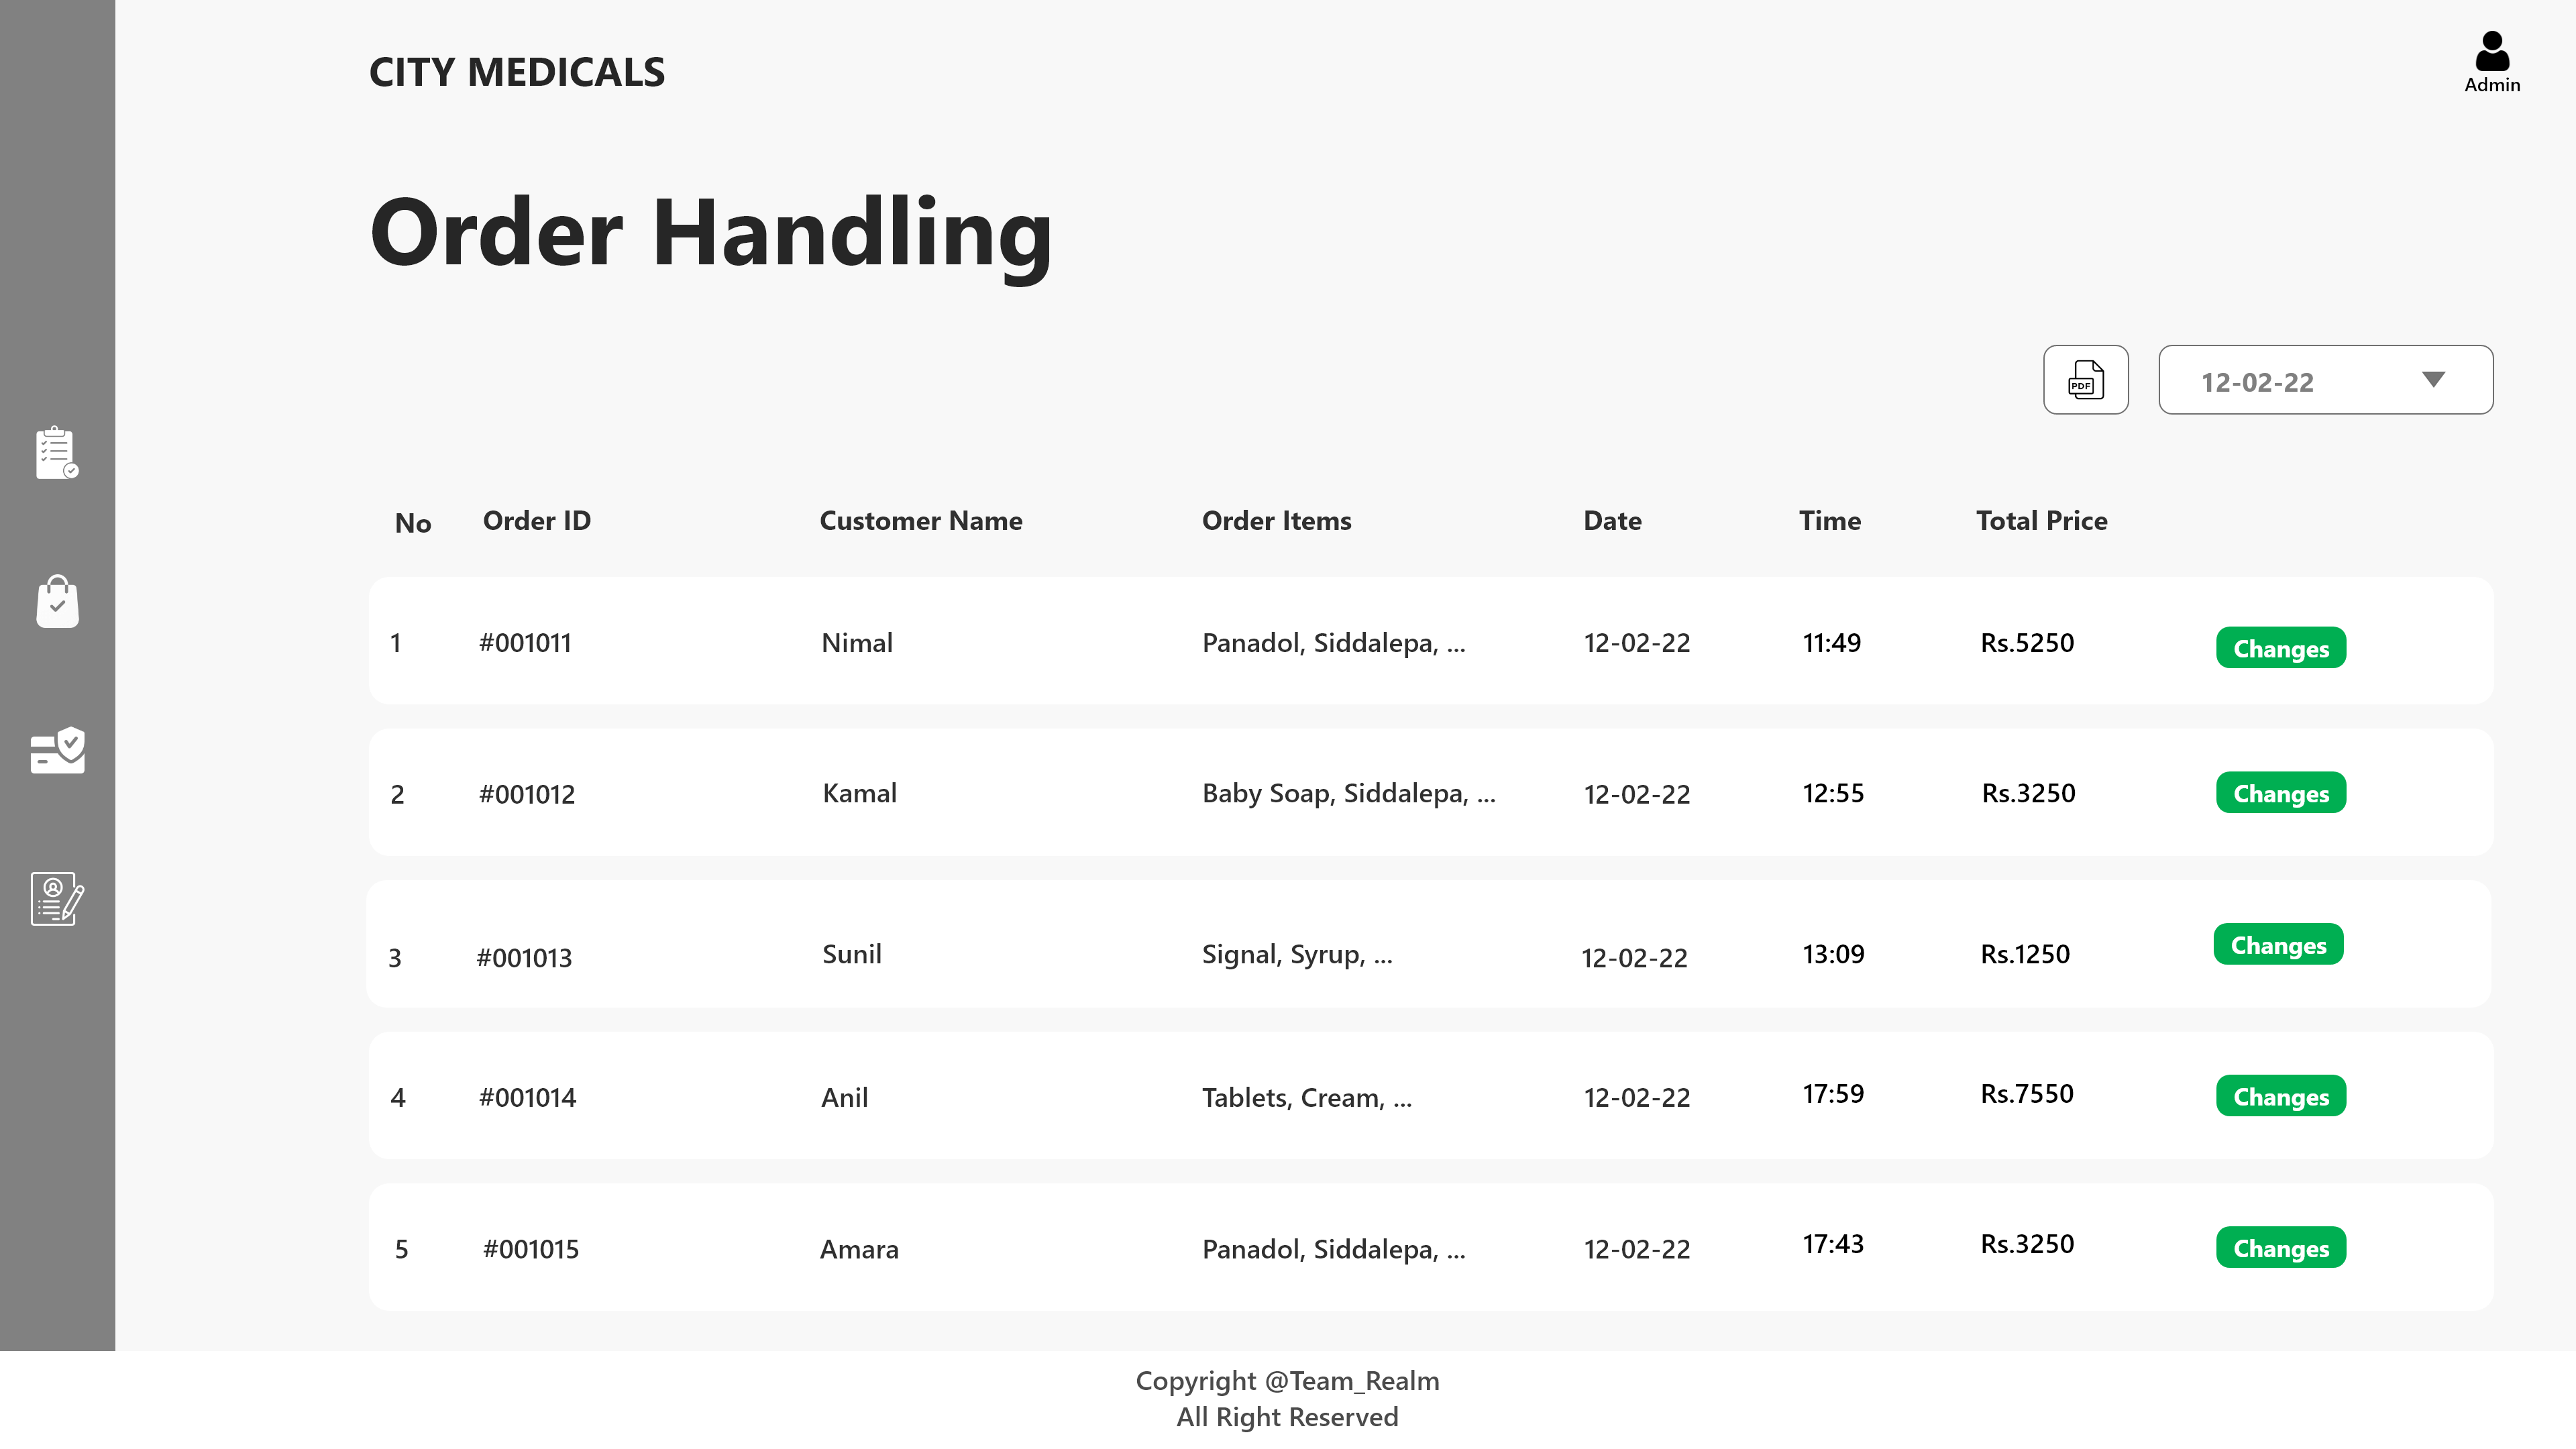 CITY MEDICALS
Admin
Order Handling
PDF
12-02-22
No Order ID Customer Name Order Items Date Time Total Price
1 #001011 Nimal Panadol, Siddalepa, ... 12-02-22 11:49 Rs.5250 Changes
2 #001012 Kamal Baby Soap, Siddalepa, ... 12-02-22 12:55 Rs.3250 Changes
3 #001013 Sunil Signal, Syrup, ... 12-02-22 13:09 Rs.1250 Changes
4 #001014 Anil Tablets, Cream, ... 12-02-22 17:59 Rs.7550 Changes
5 #001015 Amara Panadol, Siddalepa, ... 12-02-22 17:43 Rs.3250 Changes
Copyright @Team_Realm
All Right Reserved